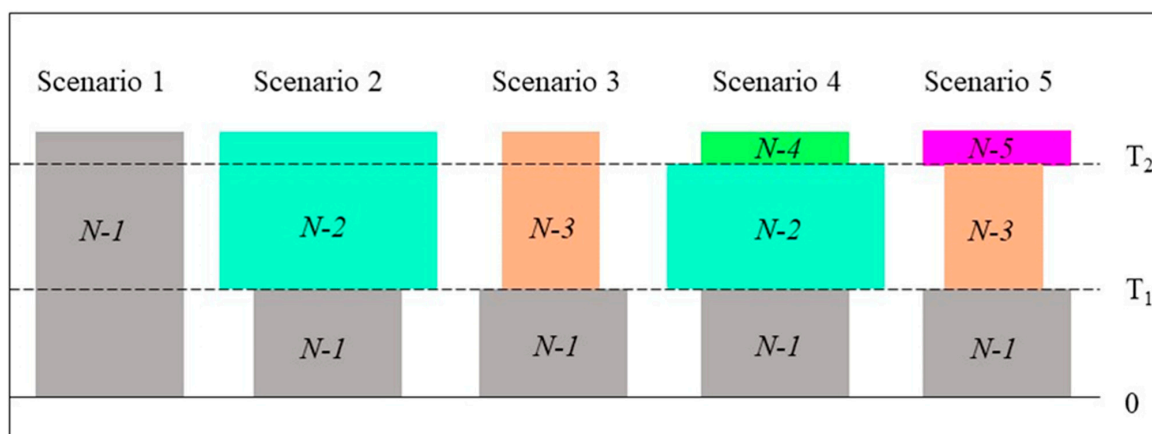 Scenario 1 Scenario 2 Scenario 3 Scenario 4 Scenario 5
N-4 N-5 T2
N-1 N-2 N-3 N-2 N-3
T1
N-1 N-1 N-1 N-1
0